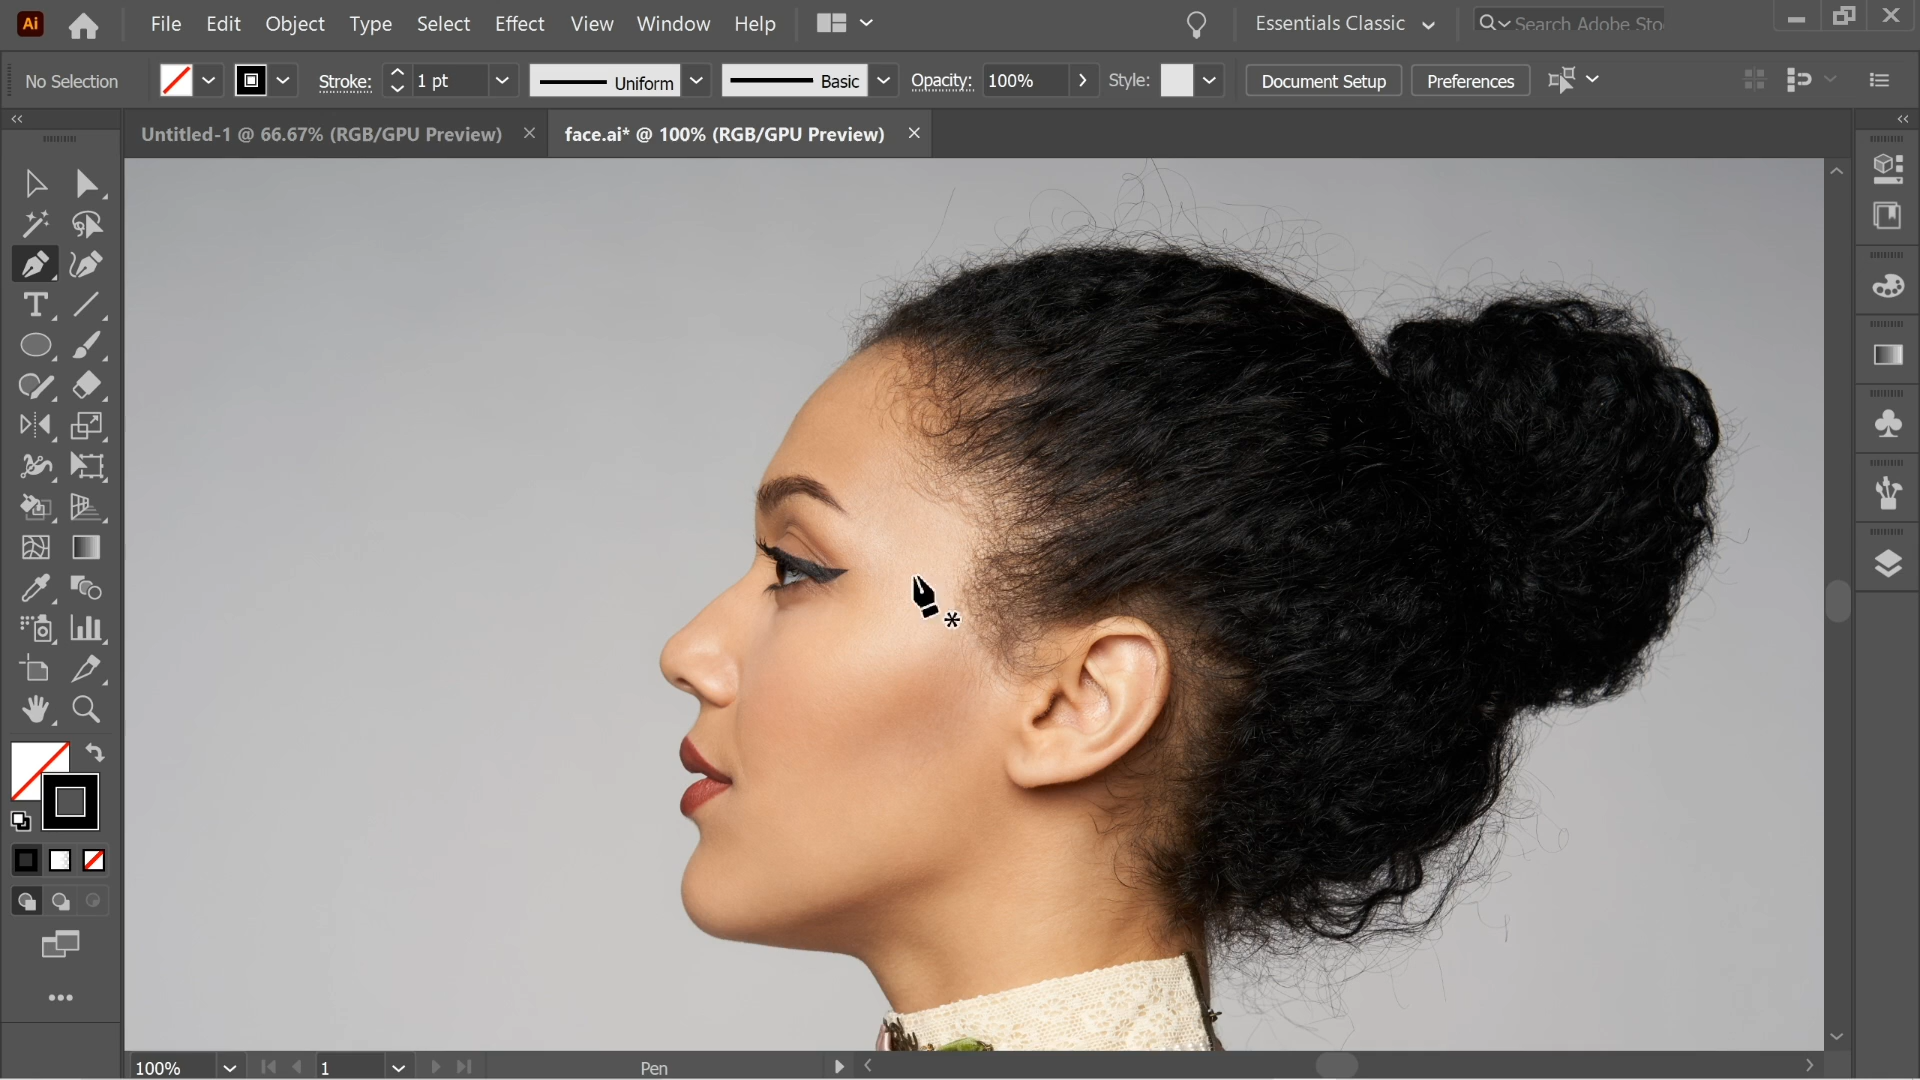 Ai File Edit Object Type Select Effect View Window Help Essentials Classic Search Adobe Sto
No Selection Stroke: 1 pt Uniform Basic Opacity: 100% Style: Document Setup Preferences
Untitled-1 @ 66.67% (RGB/GPU Preview) face.ai* @ 100% (RGB/GPU Preview)
100% 1 Pen